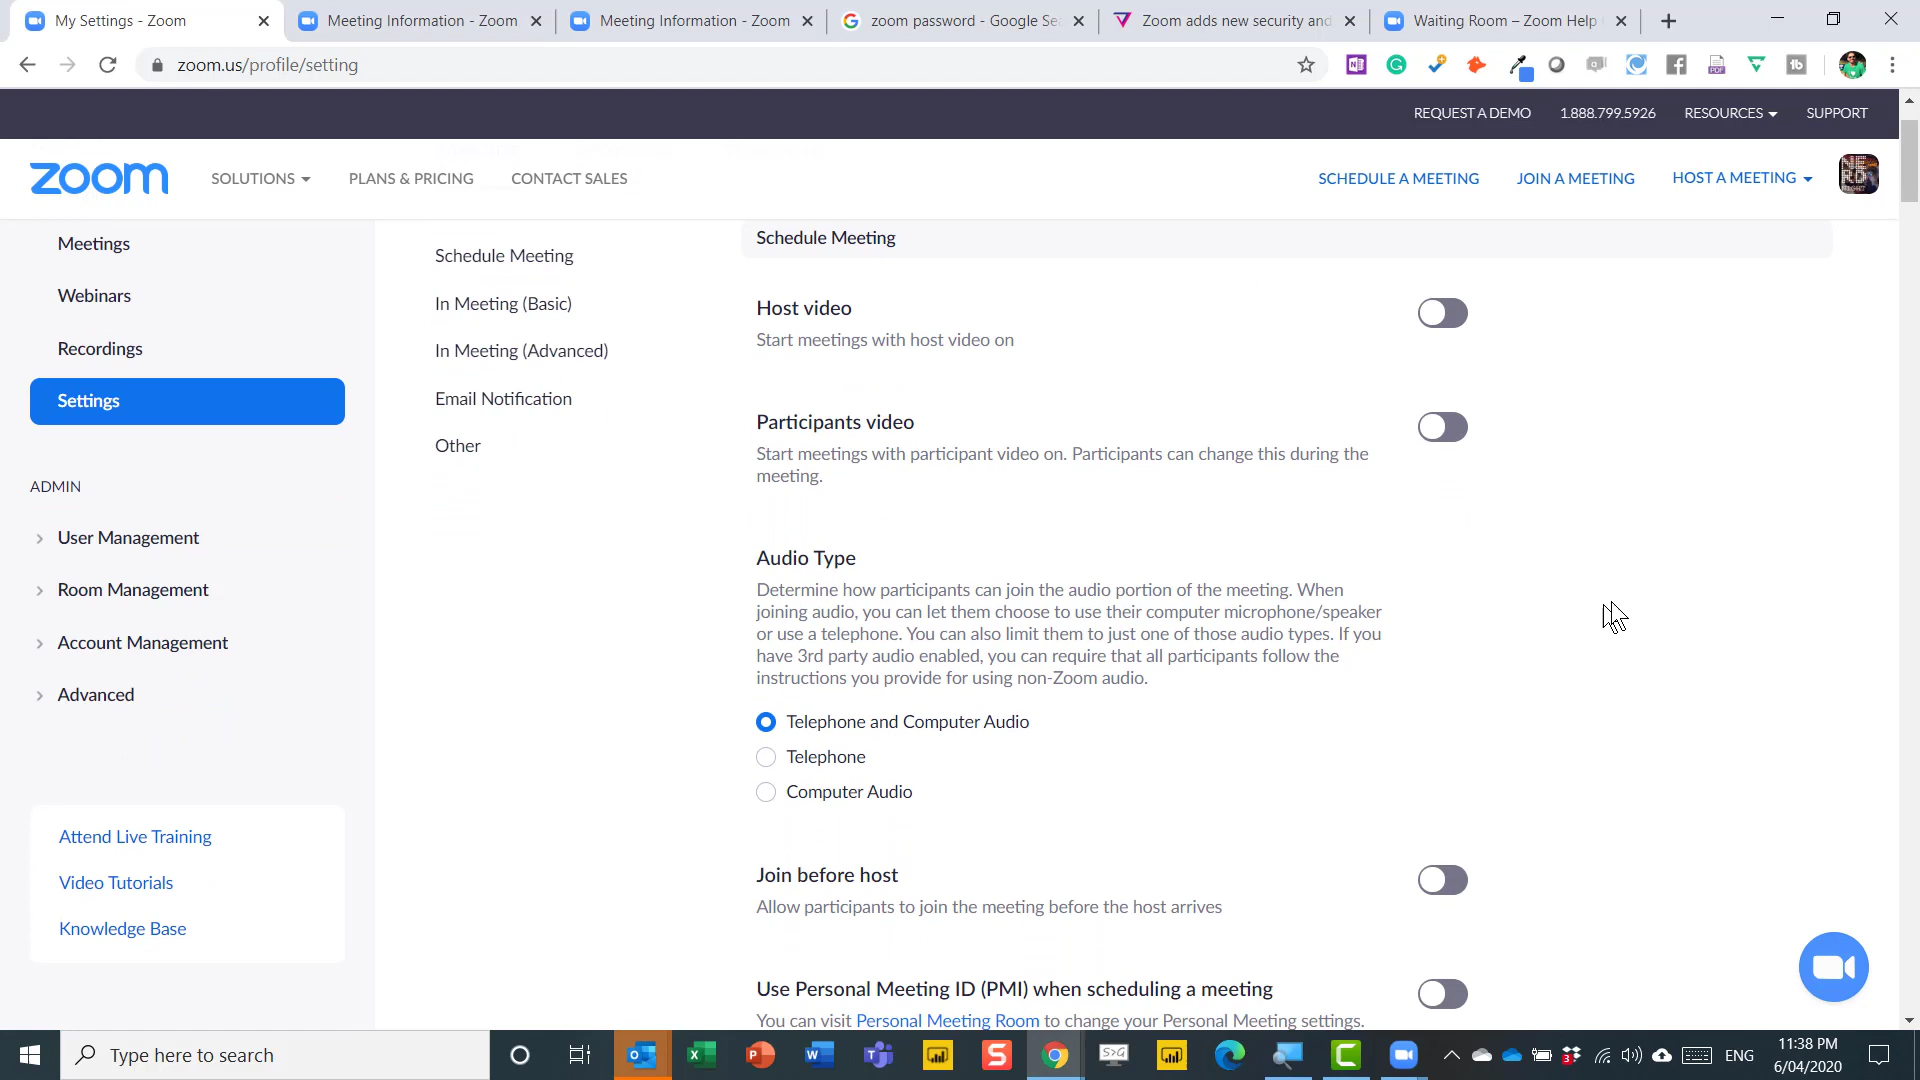 My Settings - Zoom
Meeting Information - Zoom
Meeting Information - Zoom
zoom password - Google Se
Zoom adds new security and
Waiting Room – Zoom Help
zoom.us/profile/setting
REQUEST A DEMO
1.888.799.5926
RESOURCES
SUPPORT
zoom
SOLUTIONS
PLANS & PRICING
CONTACT SALES
SCHEDULE A MEETING
JOIN A MEETING
HOST A MEETING
Meetings
Webinars
Recordings
Settings
ADMIN
User Management
Room Management
Account Management
Advanced
Attend Live Training
Video Tutorials
Knowledge Base
Schedule Meeting
In Meeting (Basic)
In Meeting (Advanced)
Email Notification
Other
Schedule Meeting
Host video
Start meetings with host video on
Participants video
Start meetings with participant video on. Participants can change this during the
meeting.
Audio Type
Determine how participants can join the audio portion of the meeting. When
joining audio, you can let them choose to use their computer microphone/speaker
or use a telephone. You can also limit them to just one of those audio types. If you
have 3rd party audio enabled, you can require that all participants follow the
instructions you provide for using non-Zoom audio.
Telephone and Computer Audio
Telephone
Computer Audio
Join before host
Allow participants to join the meeting before the host arrives
Use Personal Meeting ID (PMI) when scheduling a meeting
You can visit Personal Meeting Room to change your Personal Meeting settings.
Type here to search
ENG
11:38 PM
6/04/2020